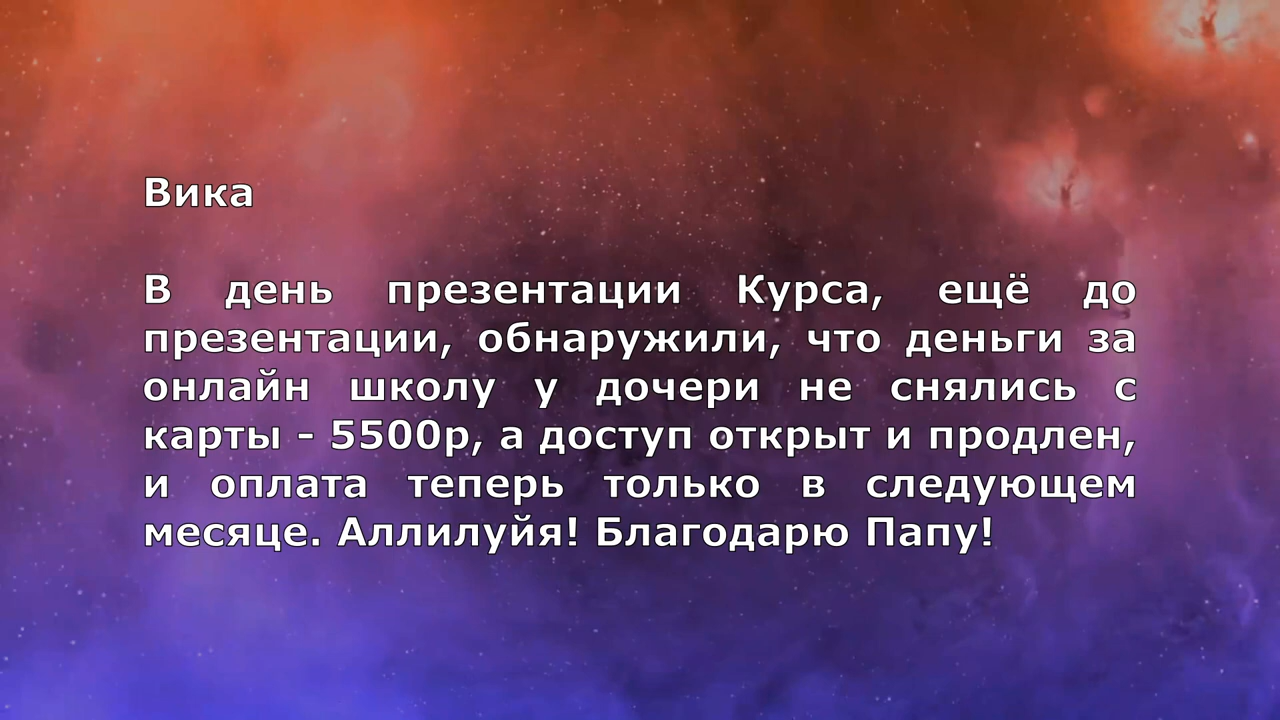 Вика
В день презентации Курса, ещё до
презентации, обнаружили, что деньги за
онлайн школу у дочери не снялись с
карты - 5500р, а доступ открыт и продлен,
и оплата теперь только в следующем
месяце. Аллилуйя! Благодарю Папу!